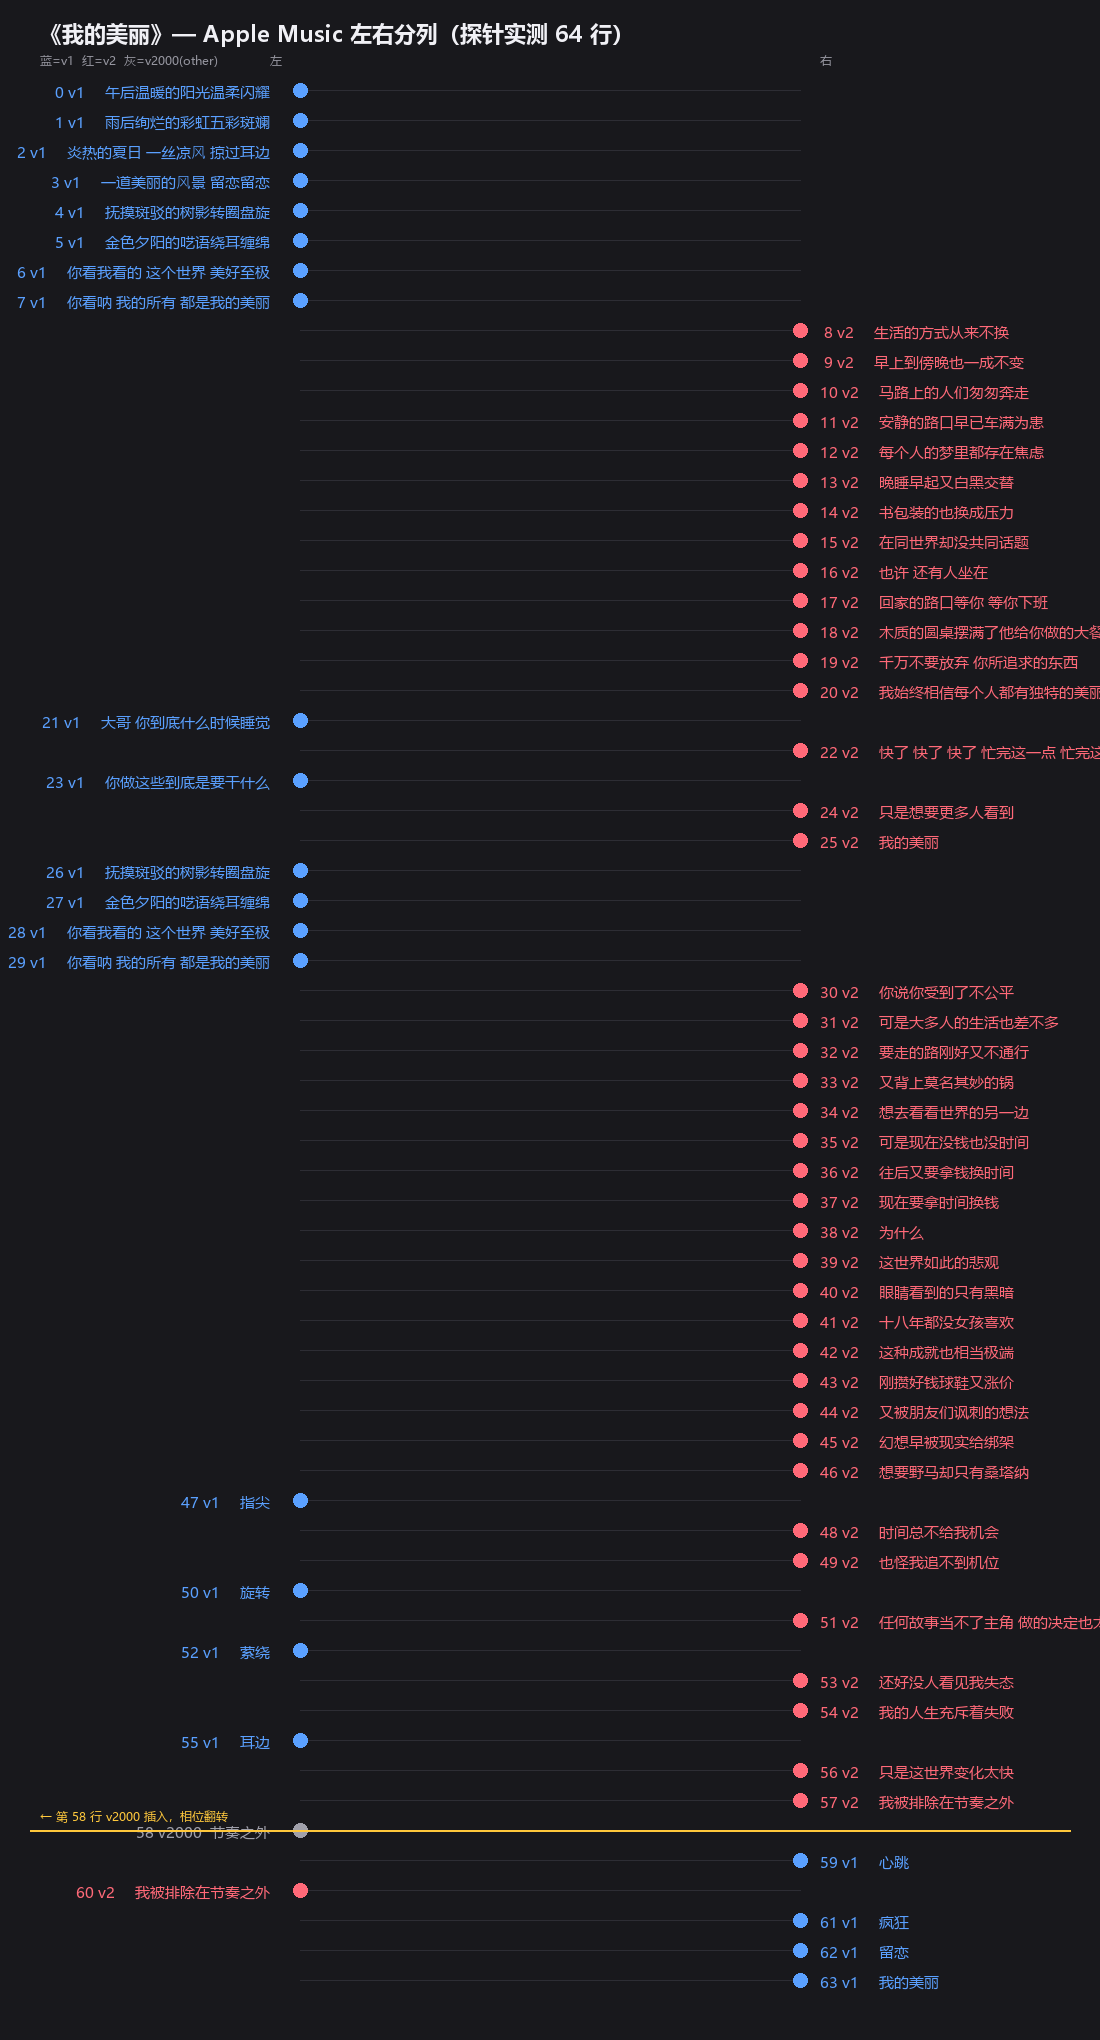 《我的美丽》— Apple Music 左右分列（探针实测 64 行）
蓝=v1 红=v2 灰=v2000(other) 左 右
0 v1 午后温暖的阳光温柔闪耀
1 v1 雨后绚烂的彩虹五彩斑斓
2 v1 炎热的夏日 一丝凉风 掠过耳边
3 v1 一道美丽的风景 留恋留恋
4 v1 抚摸斑驳的树影转圈盘旋
5 v1 金色夕阳的呓语绕耳缠绵
6 v1 你看我看的 这个世界 美好至极
7 v1 你看呐 我的所有 都是我的美丽
8 v2 生活的方式从来不换
9 v2 早上到傍晚也一成不变
10 v2 马路上的人们匆匆奔走
11 v2 安静的路口早已车满为患
12 v2 每个人的梦里都存在焦虑
13 v2 晚睡早起又白黑交替
14 v2 书包装的也换成压力
15 v2 在同世界却没共同话题
16 v2 也许 还有人坐在
17 v2 回家的路口等你 等你下班
18 v2 木质的圆桌摆满了他给你做的大餐
19 v2 千万不要放弃 你所追求的东西
20 v2 我始终相信每个人都有独特的美丽
21 v1 大哥 你到底什么时候睡觉
22 v2 快了 快了 快了 忙完这一点 忙完这
23 v1 你做这些到底是要干什么
24 v2 只是想要更多人看到
25 v2 我的美丽
26 v1 抚摸斑驳的树影转圈盘旋
27 v1 金色夕阳的呓语绕耳缠绵
28 v1 你看我看的 这个世界 美好至极
29 v1 你看呐 我的所有 都是我的美丽
30 v2 你说你受到了不公平
31 v2 可是大多人的生活也差不多
32 v2 要走的路刚好又不通行
33 v2 又背上莫名其妙的锅
34 v2 想去看看世界的另一边
35 v2 可是现在没钱也没时间
36 v2 往后又要拿钱换时间
37 v2 现在要拿时间换钱
38 v2 为什么
39 v2 这世界如此的悲观
40 v2 眼睛看到的只有黑暗
41 v2 十八年都没女孩喜欢
42 v2 这种成就也相当极端
43 v2 刚攒好钱球鞋又涨价
44 v2 又被朋友们讽刺的想法
45 v2 幻想早被现实给绑架
46 v2 想要野马却只有桑塔纳
47 v1 指尖
48 v2 时间总不给我机会
49 v2 也怪我追不到机位
50 v1 旋转
51 v2 任何故事当不了主角 做的决定也太
52 v1 萦绕
53 v2 还好没人看见我失态
54 v2 我的人生充斥着失败
55 v1 耳边
56 v2 只是这世界变化太快
57 v2 我被排除在节奏之外
← 第 58 行 v2000 插入，相位翻转
58 v2000 节奏之外
59 v1 心跳
60 v2 我被排除在节奏之外
61 v1 疯狂
62 v1 留恋
63 v1 我的美丽